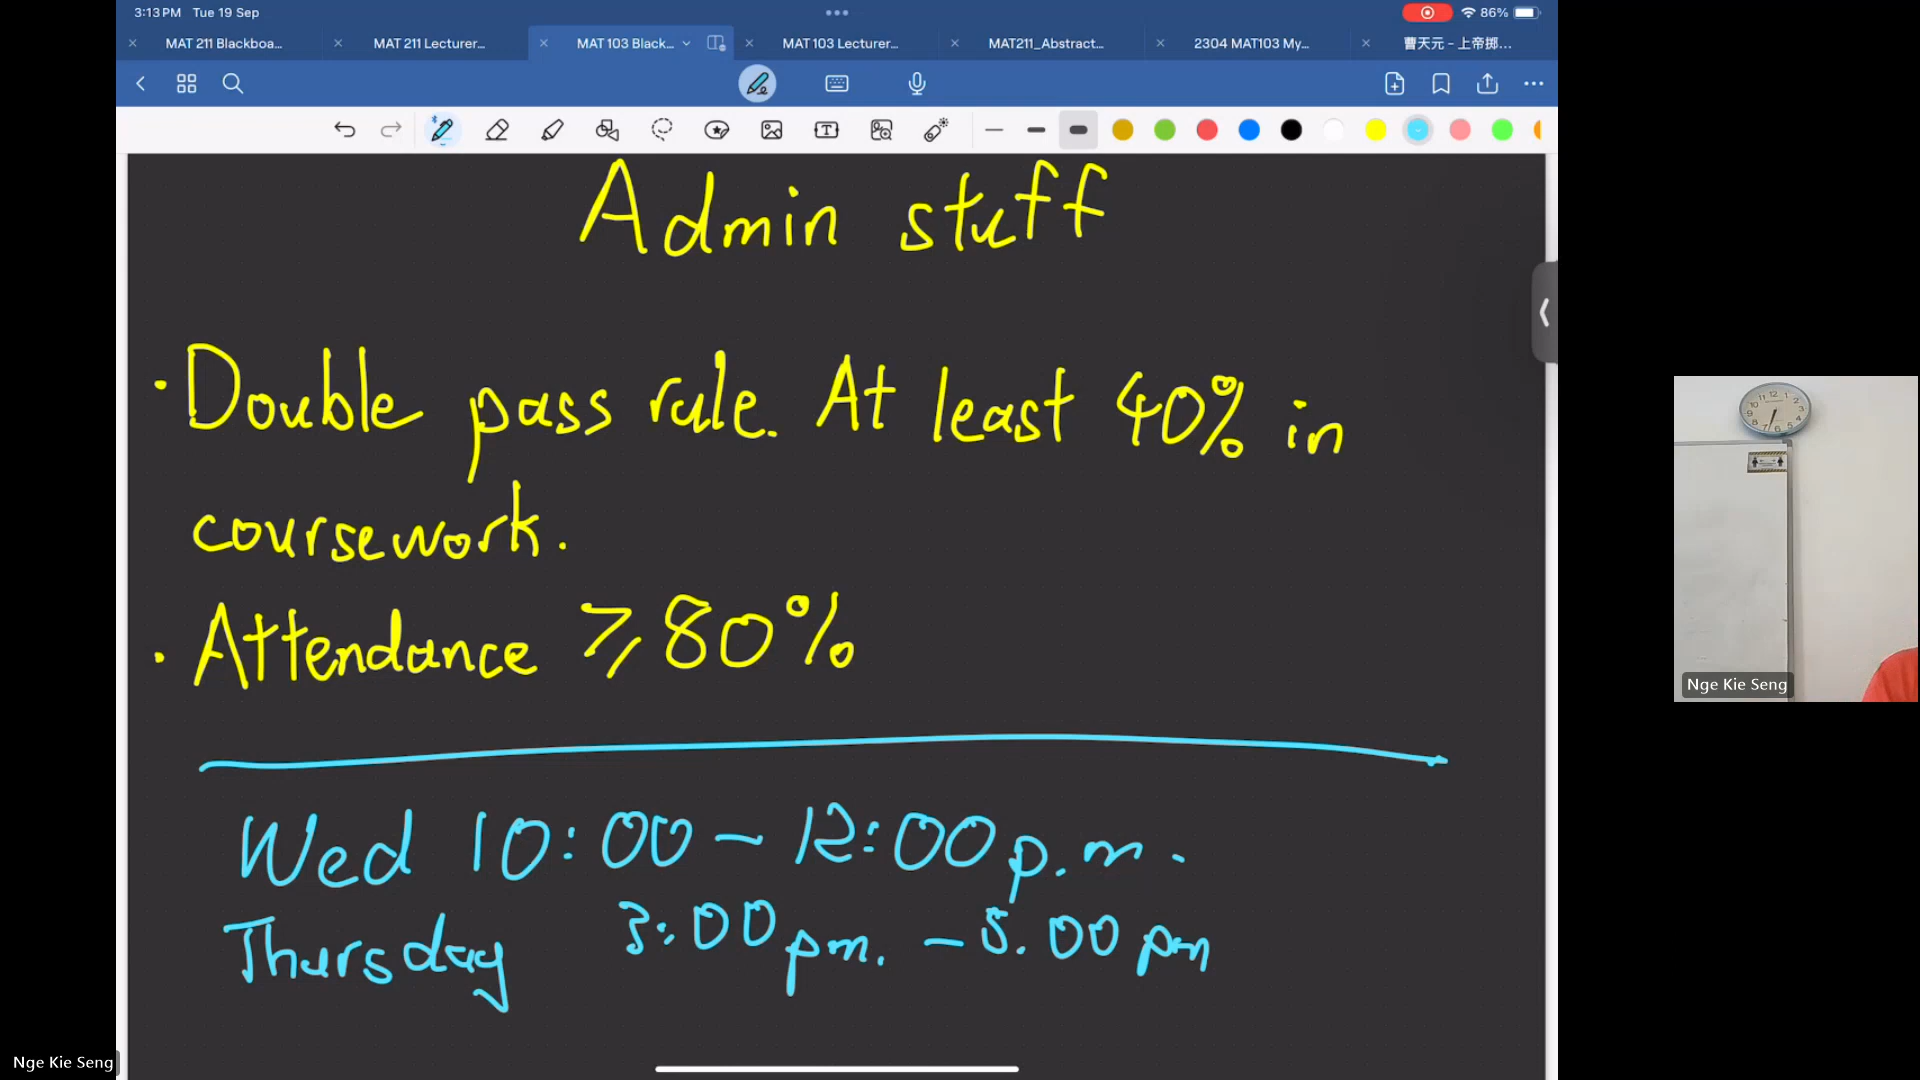 3:13 PM Tue 19 Sep
86%
MAT 211 Blackboa...
MAT 211 Lecturer...
MAT 103 Black...
MAT 103 Lecturer...
MAT211_Abstract...
2304 MAT103 My...
曹天元 - 上帝掷...
Admin stuff
· Double pass rule. At least 40% in
coursework.
· Attendance ⩾80%
Wed 10:00 - 12:00 p.m.
Thursday 3:00 pm. - 5.00 pm
Nge Kie Seng
Nge Kie Seng